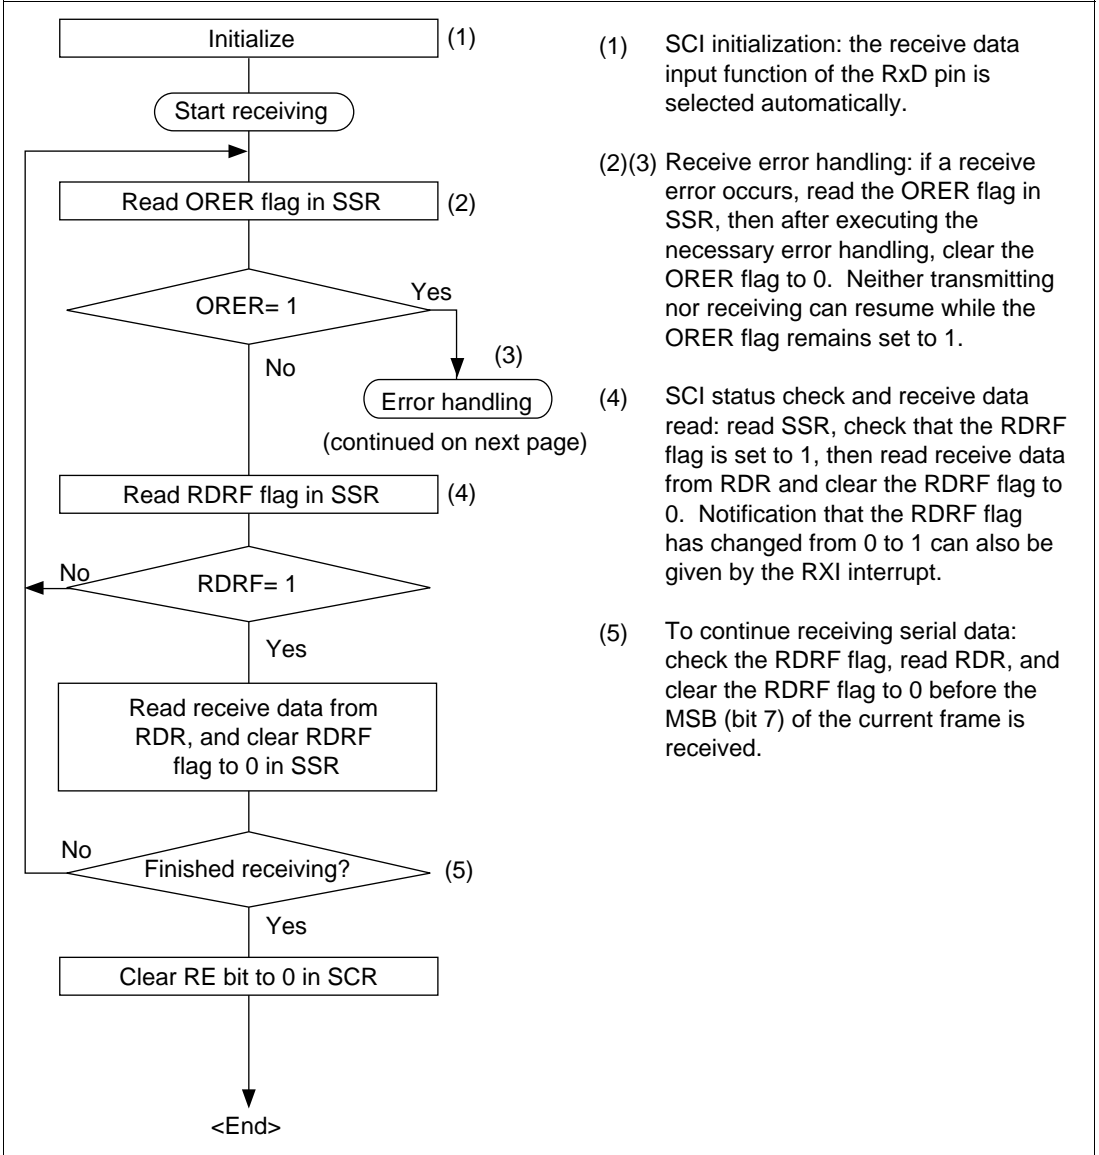 Initialize
(1)
Start receiving
Read ORER flag in SSR
(2)
ORER= 1
Yes
No
(3)
Error handling
(continued on next page)
Read RDRF flag in SSR
(4)
No
RDRF= 1
Yes
Read receive data from
RDR, and clear RDRF
flag to 0 in SSR
No
Finished receiving?
(5)
Yes
Clear RE bit to 0 in SCR
<End>
(1) SCI initialization: the receive data
input function of the RxD pin is
selected automatically.
(2)(3) Receive error handling: if a receive
error occurs, read the ORER flag in
SSR, then after executing the
necessary error handling, clear the
ORER flag to 0.  Neither transmitting
nor receiving can resume while the
ORER flag remains set to 1.
(4) SCI status check and receive data
read: read SSR, check that the RDRF
flag is set to 1, then read receive data
from RDR and clear the RDRF flag to
0.  Notification that the RDRF flag
has changed from 0 to 1 can also be
given by the RXI interrupt.
(5) To continue receiving serial data:
check the RDRF flag, read RDR, and
clear the RDRF flag to 0 before the
MSB (bit 7) of the current frame is
received.